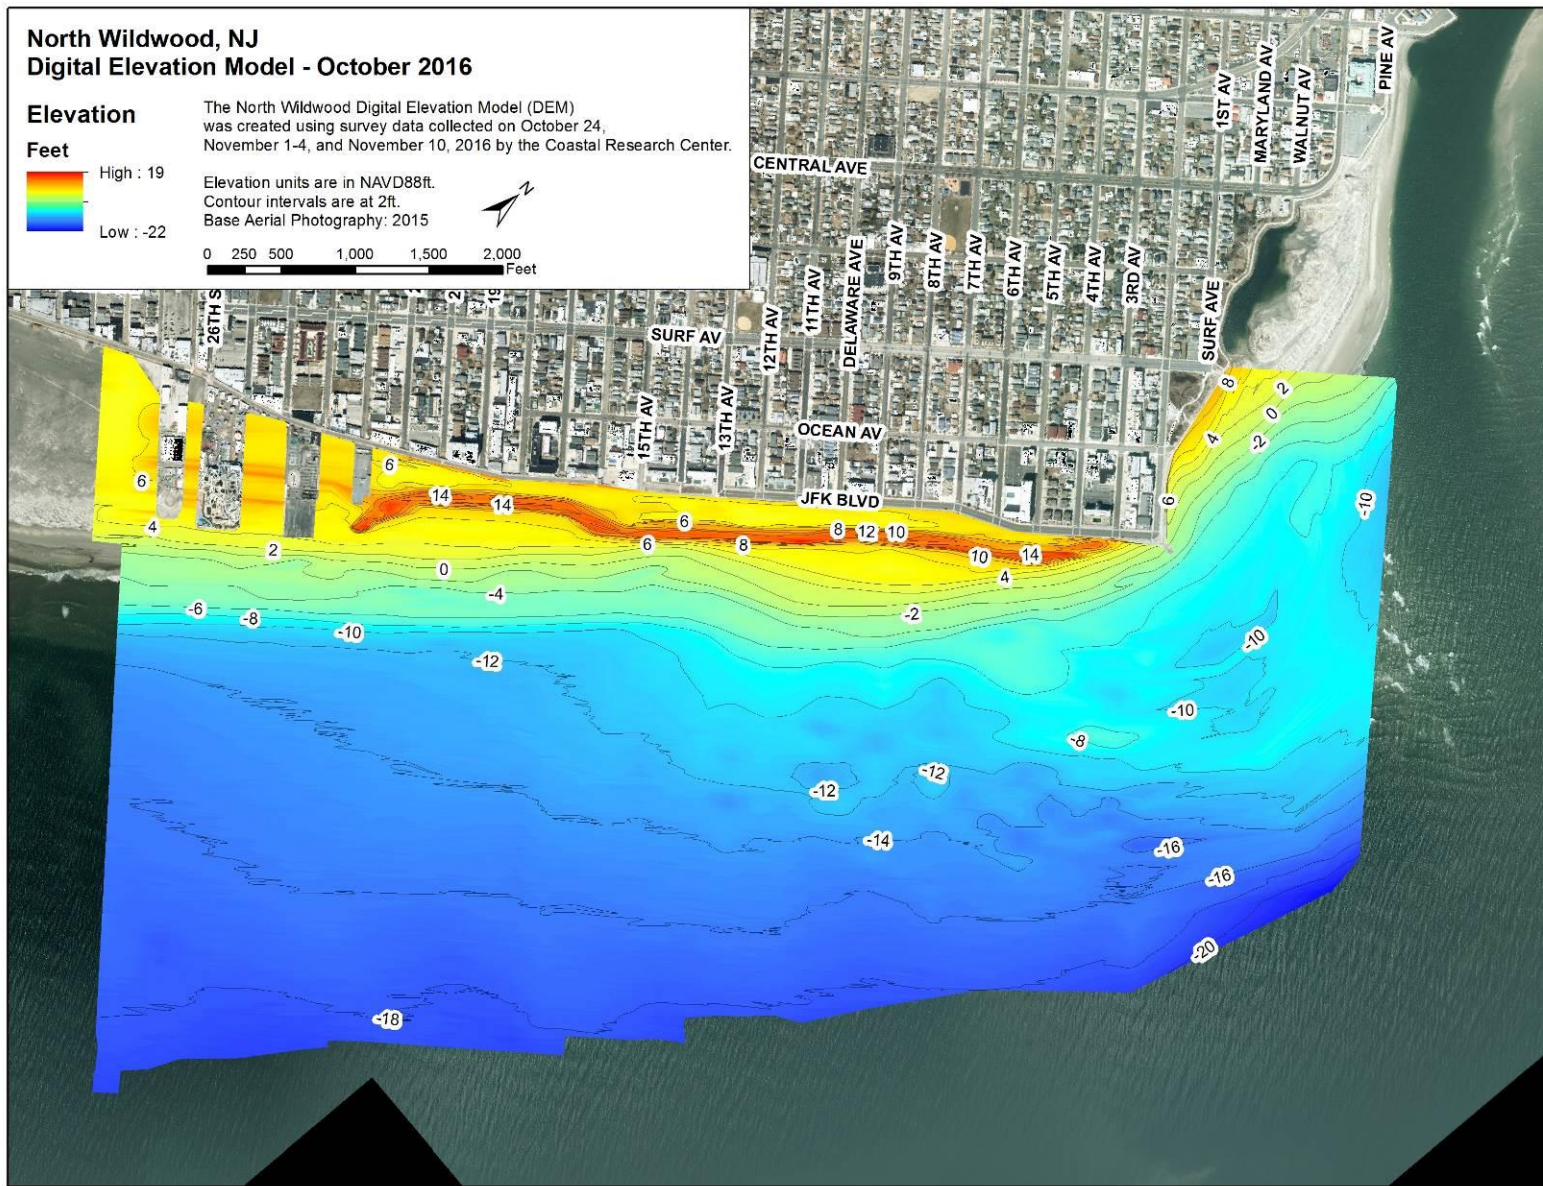 North Wildwood, NJ
Digital Elevation Model - October 2016
Elevation
Feet
High : 19
Low : -22
The North Wildwood Digital Elevation Model (DEM)
was created using survey data collected on October 24,
November 1-4, and November 10, 2016 by the Coastal Research Center.
Elevation units are in NAVD88ft.
Contour intervals are at 2ft.
Base Aerial Photography: 2015
N
0 250 500 1,000 1,500 2,000
Feet
1ST AV
MARYLAND AV
WALNUT AV
PINE AV
CENTRAL AVE
26TH S
19
SURF AV
12TH AV
11TH AV
DELAWARE AVE
9TH AV
8TH AV
7TH AV
6TH AV
5TH AV
4TH AV
3RD AV
SURF AVE
15TH AV
13TH AV
OCEAN AV
JFK BLVD
8
2
0
4
-2
6
-10
6
6
14
14
6
8
12
10
4
6
8
10
14
2
0
4
-4
-2
-6
-8
-10
-12
-10
-10
-8
-12
-12
-14
-16
-16
-20
-18